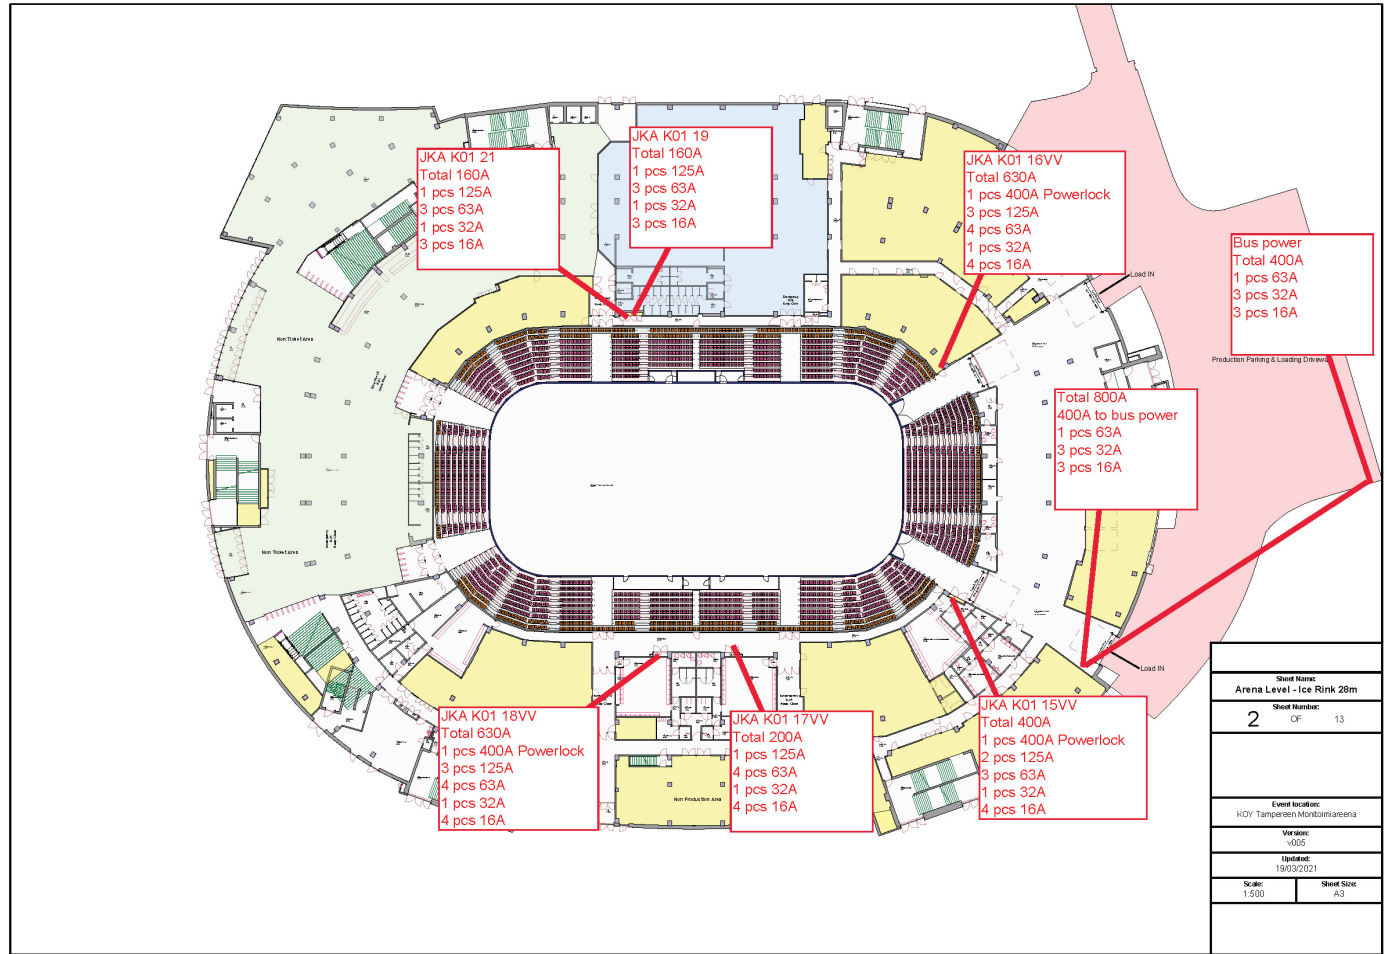 JKA K01 21
Total 160A
1 pcs 125A
3 pcs 63A
1 pcs 32A
3 pcs 16A
JKA K01 19
Total 160A
1 pcs 125A
3 pcs 63A
1 pcs 32A
3 pcs 16A
JKA K01 16VV
Total 630A
1 pcs 400A Powerlock
3 pcs 125A
4 pcs 63A
1 pcs 32A
4 pcs 16A
Bus power
Total 400A
1 pcs 63A
3 pcs 32A
3 pcs 16A
Load IN
Production Parking & Loading Driveway
Total 800A
400A to bus power
1 pcs 63A
3 pcs 32A
3 pcs 16A
Non Ticket Area
Non Ticket Area
Load IN
JKA K01 18VV
Total 630A
1 pcs 400A Powerlock
3 pcs 125A
4 pcs 63A
1 pcs 32A
4 pcs 16A
JKA K01 17VV
Total 200A
1 pcs 125A
4 pcs 63A
1 pcs 32A
4 pcs 16A
JKA K01 15VV
Total 400A
1 pcs 400A Powerlock
2 pcs 125A
3 pcs 63A
1 pcs 32A
4 pcs 16A
Non Production Area
Sheet Name:
Arena Level - Ice Rink 28m
Sheet Number:
2 OF 13
Event location:
KOY Tampereen Monitoimiareena
Version:
v005
Updated:
19/03/2021
Scale:
1:500
Sheet Size:
A3